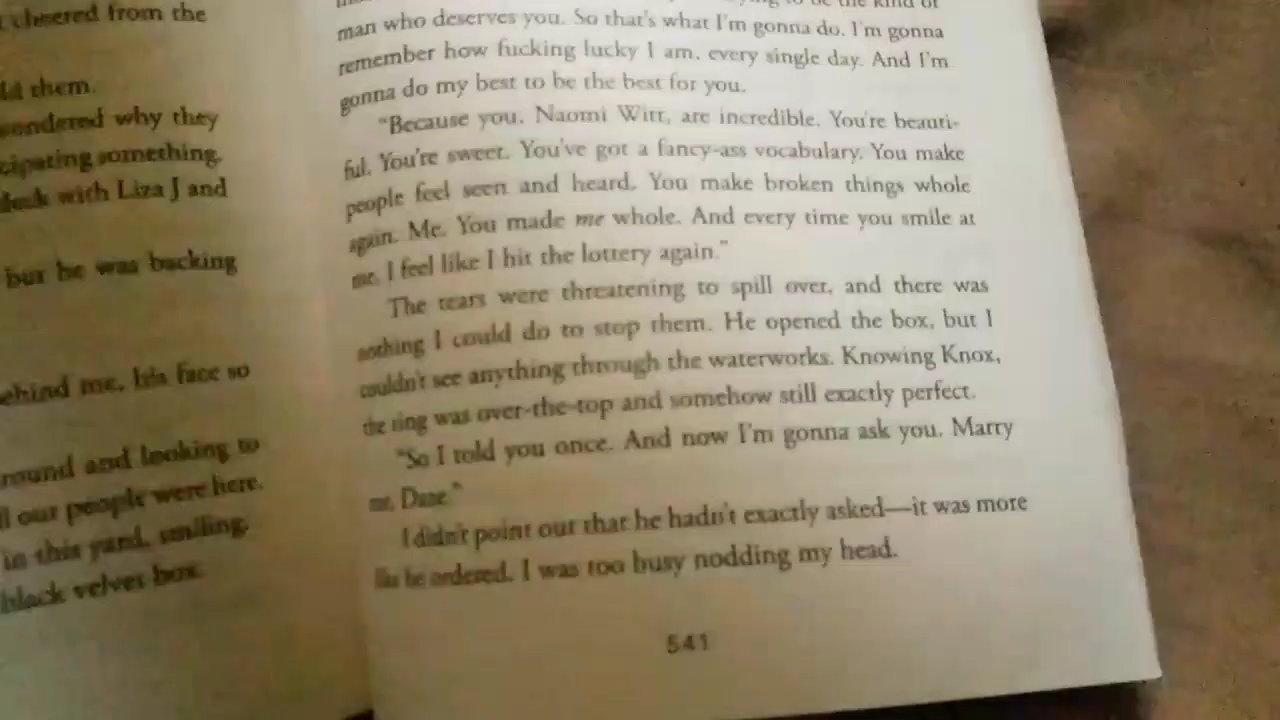 cheered from the
them.
wondered why they
something.
deck with Liza J and
but he was backing
behind me, his face so
round and looking to
all our people were here,
in this yard, smiling.
black velvet box.
to be the kind of
man who deserves you. So that's what I'm gonna do. I'm gonna
remember how fucking lucky I am, every single day. And I'm
gonna do my best to be the best for you.
"Because you, Naomi Witt, are incredible. You're beauti-
ful. You're sweet. You've got a fancy-ass vocabulary. You make
people feel seen and heard. You make broken things whole
again. Me. You made me whole. And every time you smile at
me, I feel like I hit the lottery again."
The tears were threatening to spill over, and there was
nothing I could do to stop them. He opened the box, but I
couldn't see anything through the waterworks. Knowing Knox,
the ring was over-the-top and somehow still exactly perfect.
"So I told you once. And now I'm gonna ask you. Marry
me, Daze."
I didn't point out that he hadn't exactly asked—it was more
like he ordered. I was too busy nodding my head.
541